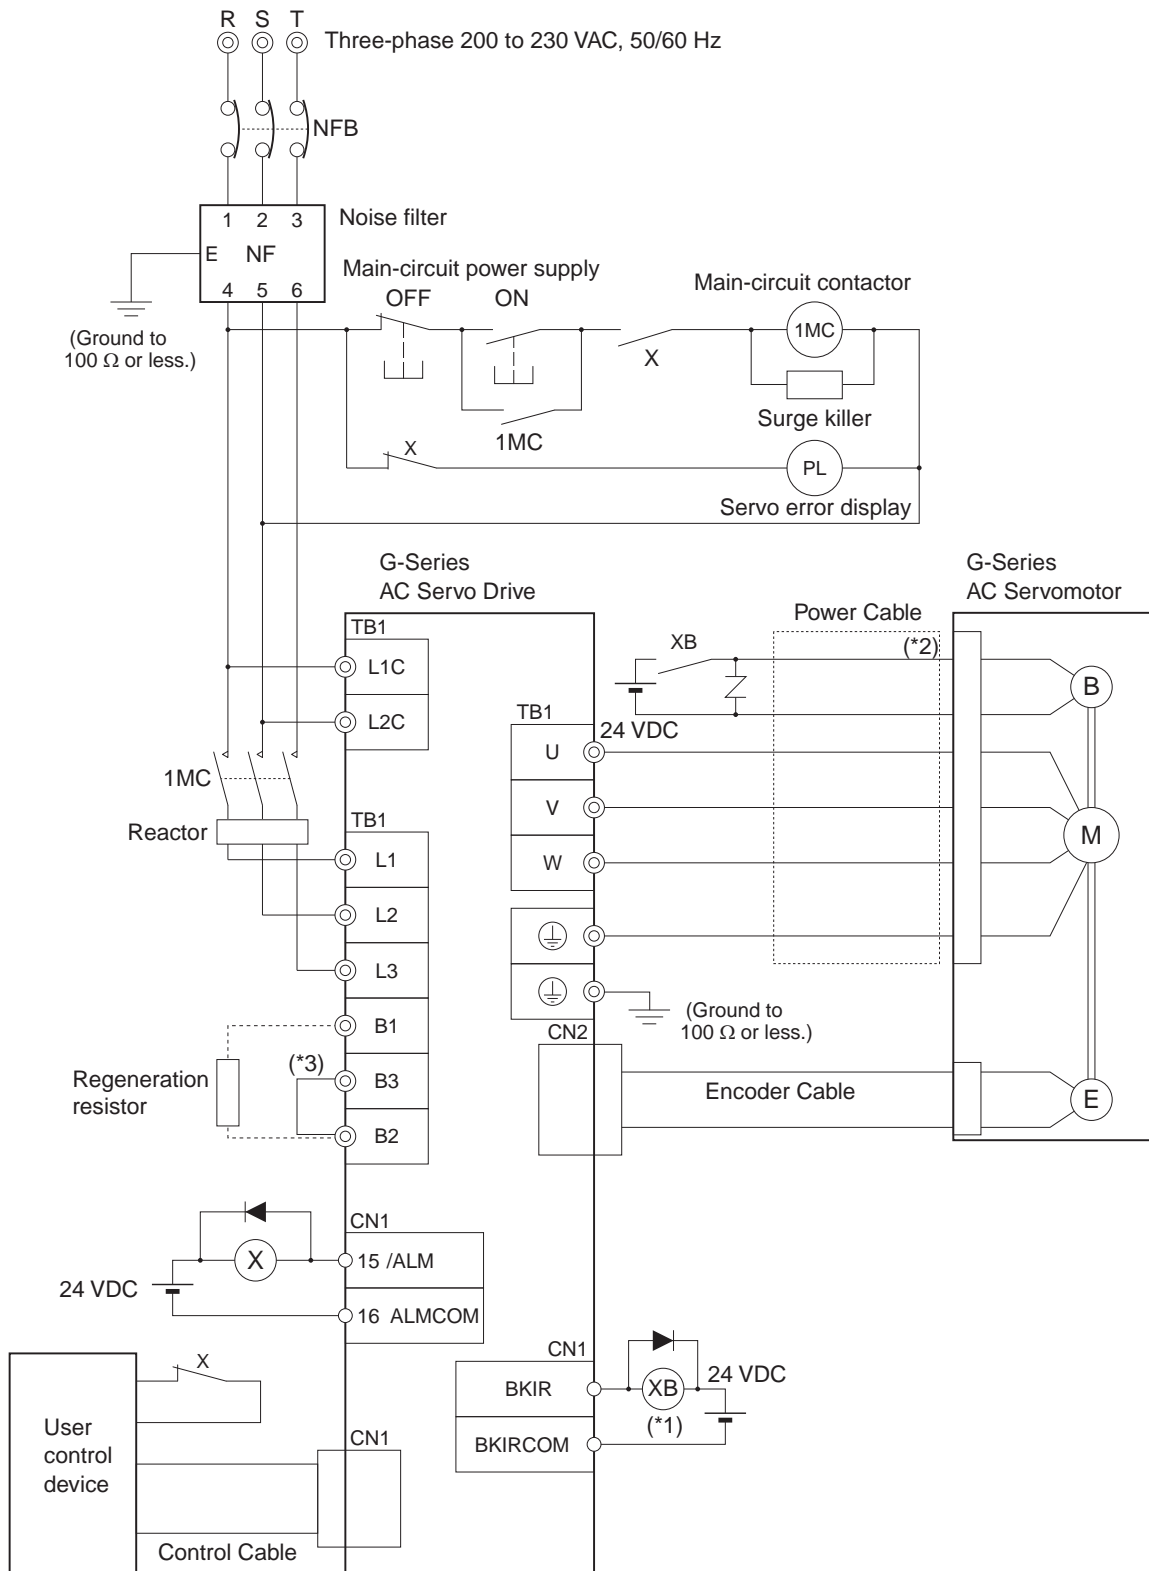 R S T
Three-phase 200 to 230 VAC, 50/60 Hz
NFB
1 2 3
Noise filter
E NF
4 5 6
(Ground to
100 Ω or less.)
Main-circuit power supply
OFF ON
Main-circuit contactor
1MC
X
Surge killer
1MC
X
PL
Servo error display
G-Series
AC Servo Drive
G-Series
AC Servomotor
TB1
L1C
L2C
Power Cable
(*2)
XB
24 VDC
B
TB1
U
V
W
M
1MC
Reactor
TB1
L1
L2
L3
B1
B3
B2
(*3)
Regeneration
resistor
(Ground to
100 Ω or less.)
CN2
Encoder Cable
E
CN1
X
15 /ALM
24 VDC
16 ALMCOM
CN1
BKIR
XB
24 VDC
(*1)
BKIRCOM
X
User
control
device
CN1
Control Cable